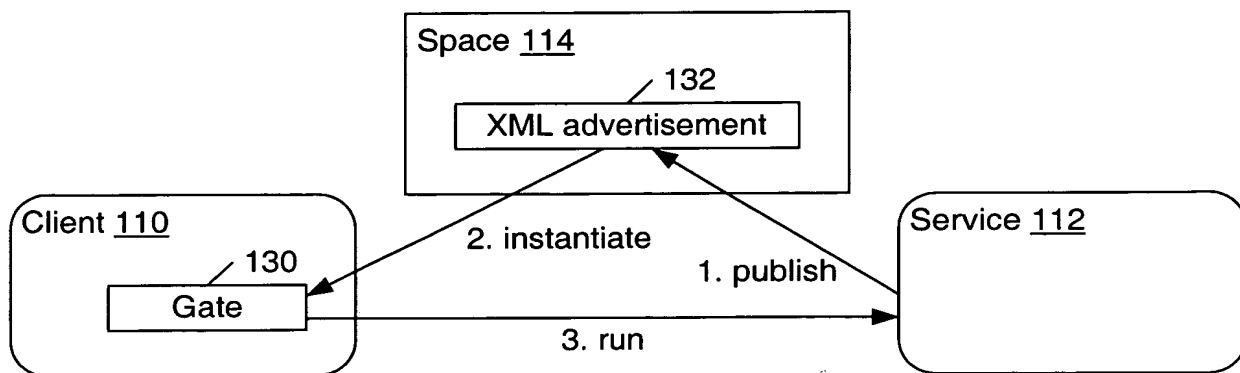 Space 114
132
XML advertisement
Client 110
2. instantiate
Service 112
130
1. publish
Gate
3. run